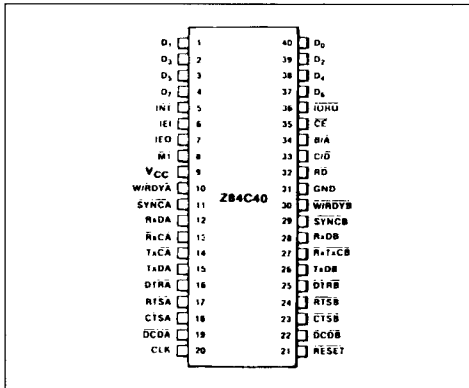 D1 1 40 D0
D3 2 39 D2
D5 3 38 D4
D7 4 37 D6
INT 5 36 IORQ
IEI 6 35 CE
IEO 7 34 B/A
M1 8 33 C/D
VCC 9 32 RD
W/RDYA 10 31 GND
SYNCA 11 30 W/RDYB
RxDA 12 29 SYNCB
RxCA 13 28 RxDB
TxCA 14 27 RxTxCB
TxDA 15 26 TxDB
DTRA 16 25 DTRB
RTSA 17 24 RTSB
CTSA 18 23 CTSB
DCDA 19 22 DCDB
CLK 20 21 RESET
Z84C40